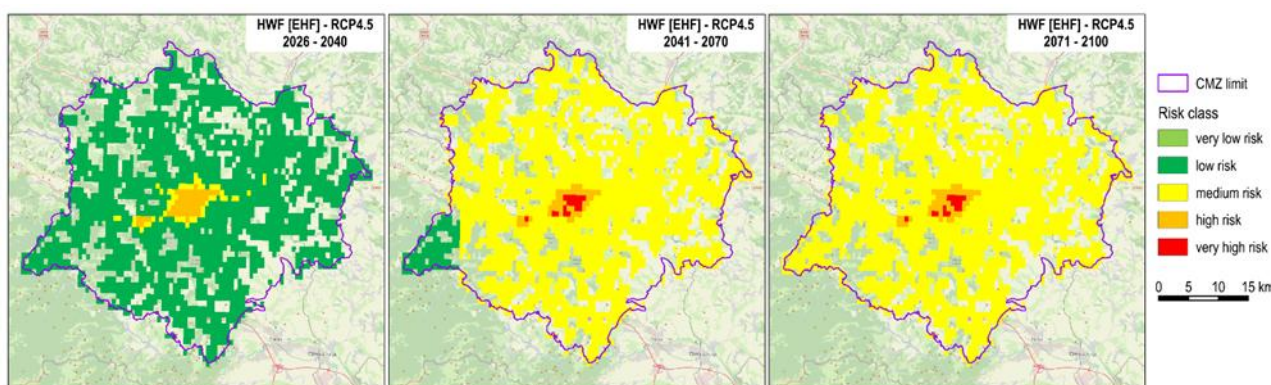 HWF [EHF] - RCP4.5
2026 - 2040
HWF [EHF] - RCP4.5
2041 - 2070
HWF [EHF] - RCP4.5
2071 - 2100
CMZ limit
Risk class
very low risk
low risk
medium risk
high risk
very high risk
0 5 10 15 km